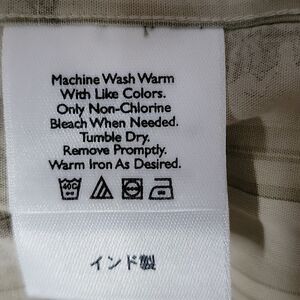 Machine Wash Warm
With Like Colors.
Only Non-Chlorine
Bleach When Needed.
Tumble Dry.
Remove Promptly.
Warm Iron As Desired.
40C
インド製